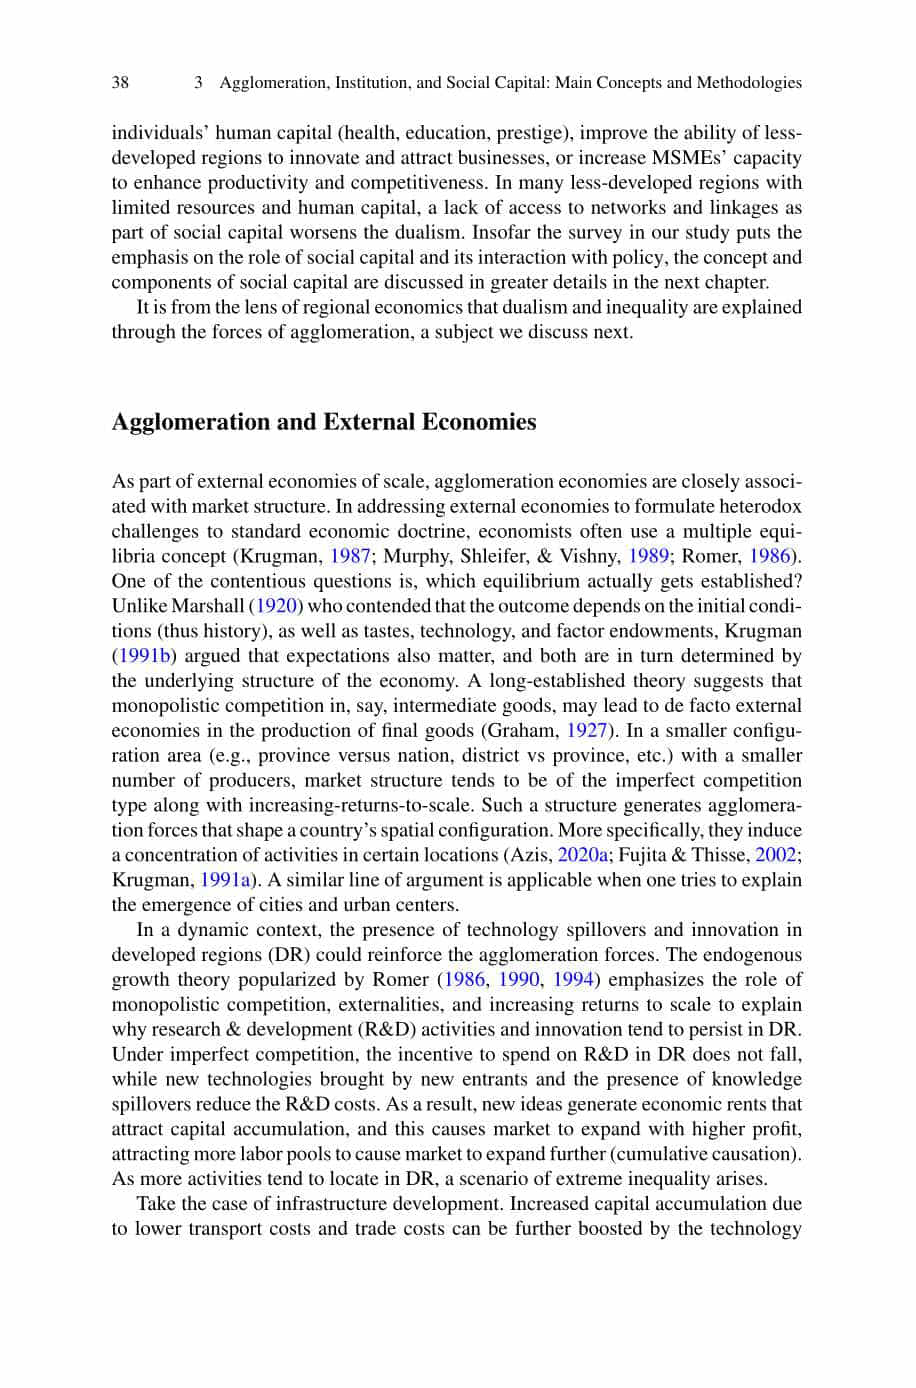 38 3 Agglomeration, Institution, and Social Capital: Main Concepts and Methodologies
individuals’ human capital (health, education, prestige), improve the ability of less-
developed regions to innovate and attract businesses, or increase MSMEs’ capacity
to enhance productivity and competitiveness. In many less-developed regions with
limited resources and human capital, a lack of access to networks and linkages as
part of social capital worsens the dualism. Insofar the survey in our study puts the
emphasis on the role of social capital and its interaction with policy, the concept and
components of social capital are discussed in greater details in the next chapter.
It is from the lens of regional economics that dualism and inequality are explained
through the forces of agglomeration, a subject we discuss next.
Agglomeration and External Economies
As part of external economies of scale, agglomeration economies are closely associ-
ated with market structure. In addressing external economies to formulate heterodox
challenges to standard economic doctrine, economists often use a multiple equi-
libria concept (Krugman, 1987; Murphy, Shleifer, & Vishny, 1989; Romer, 1986).
One of the contentious questions is, which equilibrium actually gets established?
Unlike Marshall (1920) who contended that the outcome depends on the initial condi-
tions (thus history), as well as tastes, technology, and factor endowments, Krugman
(1991b) argued that expectations also matter, and both are in turn determined by
the underlying structure of the economy. A long-established theory suggests that
monopolistic competition in, say, intermediate goods, may lead to de facto external
economies in the production of final goods (Graham, 1927). In a smaller configu-
ration area (e.g., province versus nation, district vs province, etc.) with a smaller
number of producers, market structure tends to be of the imperfect competition
type along with increasing-returns-to-scale. Such a structure generates agglomera-
tion forces that shape a country’s spatial configuration. More specifically, they induce
a concentration of activities in certain locations (Azis, 2020a; Fujita & Thisse, 2002;
Krugman, 1991a). A similar line of argument is applicable when one tries to explain
the emergence of cities and urban centers.
In a dynamic context, the presence of technology spillovers and innovation in
developed regions (DR) could reinforce the agglomeration forces. The endogenous
growth theory popularized by Romer (1986, 1990, 1994) emphasizes the role of
monopolistic competition, externalities, and increasing returns to scale to explain
why research & development (R&D) activities and innovation tend to persist in DR.
Under imperfect competition, the incentive to spend on R&D in DR does not fall,
while new technologies brought by new entrants and the presence of knowledge
spillovers reduce the R&D costs. As a result, new ideas generate economic rents that
attract capital accumulation, and this causes market to expand with higher profit,
attracting more labor pools to cause market to expand further (cumulative causation).
As more activities tend to locate in DR, a scenario of extreme inequality arises.
Take the case of infrastructure development. Increased capital accumulation due
to lower transport costs and trade costs can be further boosted by the technology